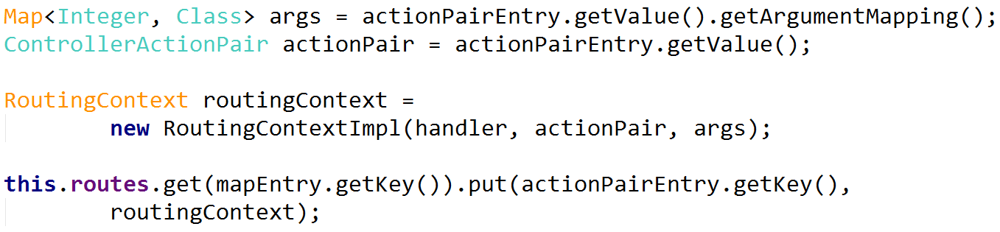 Map<Integer, Class> args = actionPairEntry.getValue().getArgumentMapping();
ControllerActionPair actionPair = actionPairEntry.getValue();
RoutingContext routingContext =
new RoutingContextImpl(handler, actionPair, args);
this.routes.get(mapEntry.getKey()).put(actionPairEntry.getKey(),
routingContext);